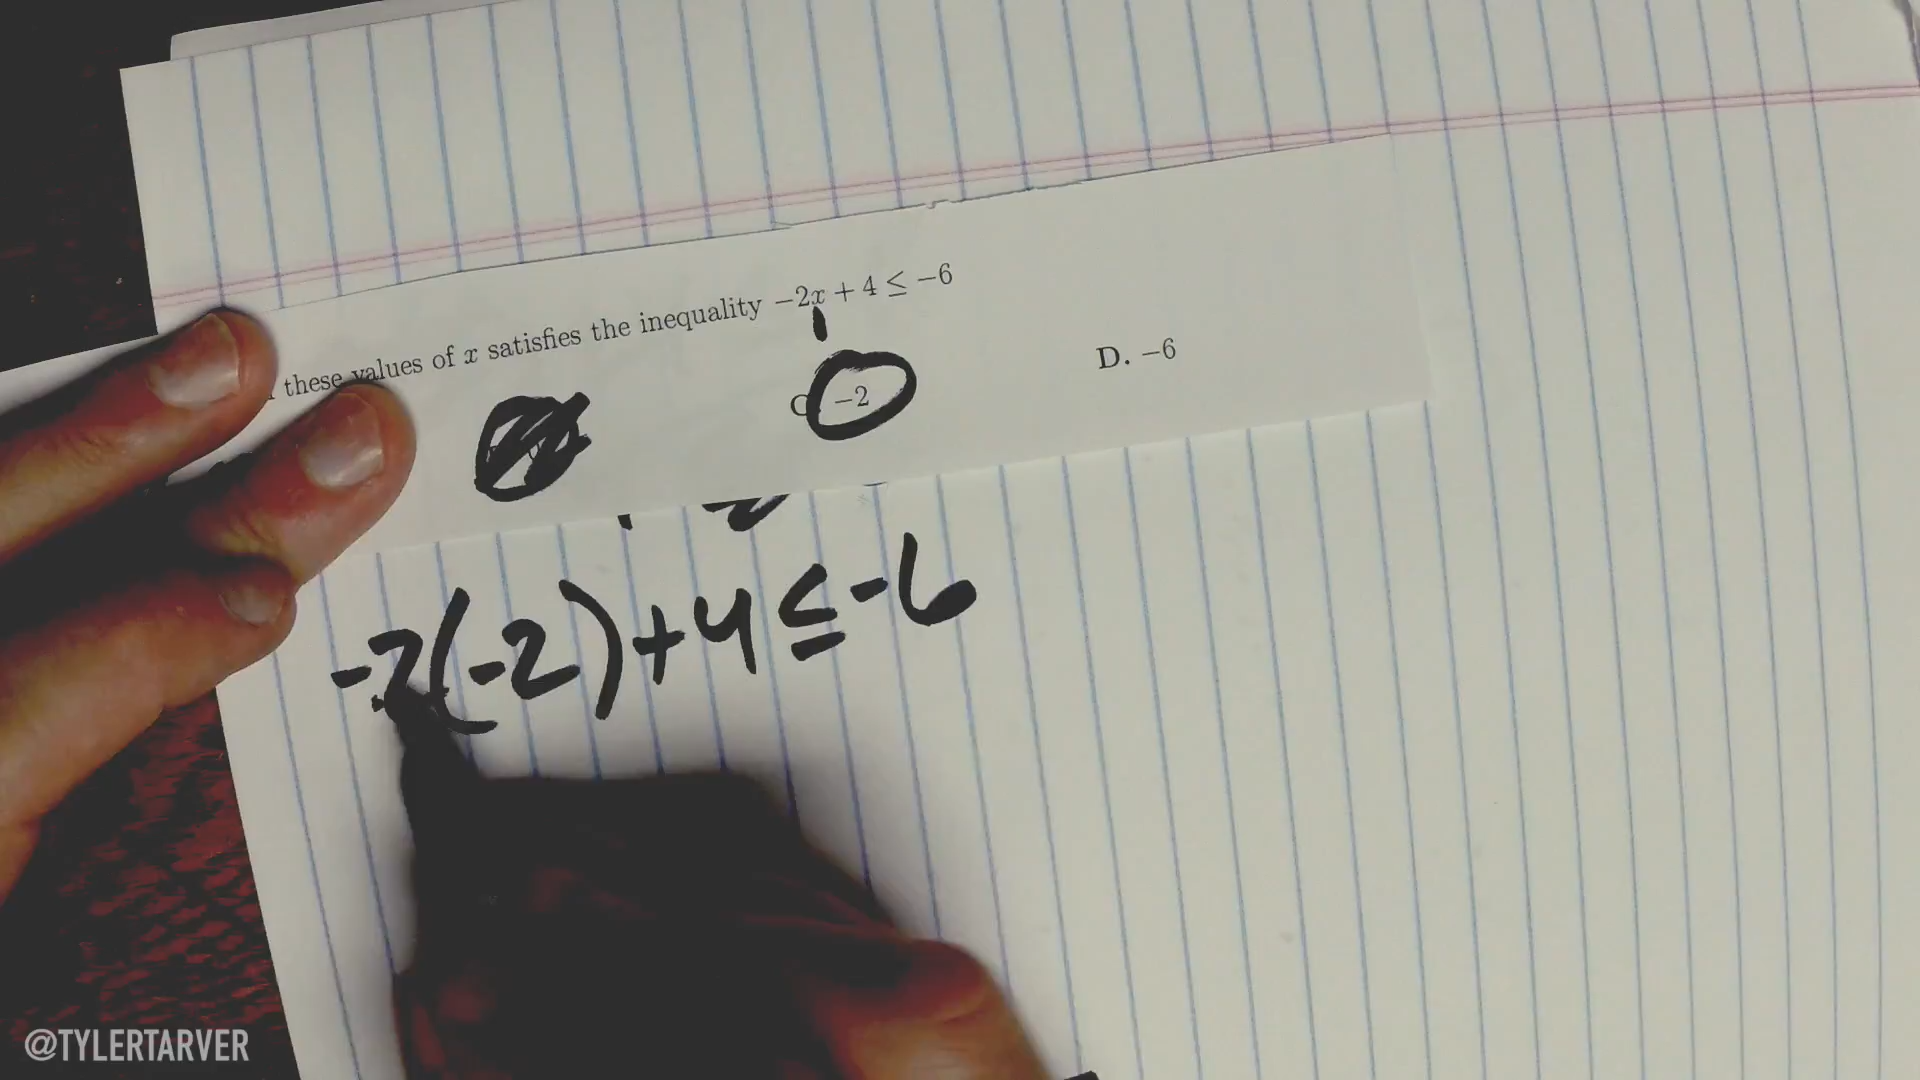 these values of x satisfies the inequality −2x + 4 ≤ −6
C −2
D. −6
-2(-2)+4≤-6
@TYLERTARVER